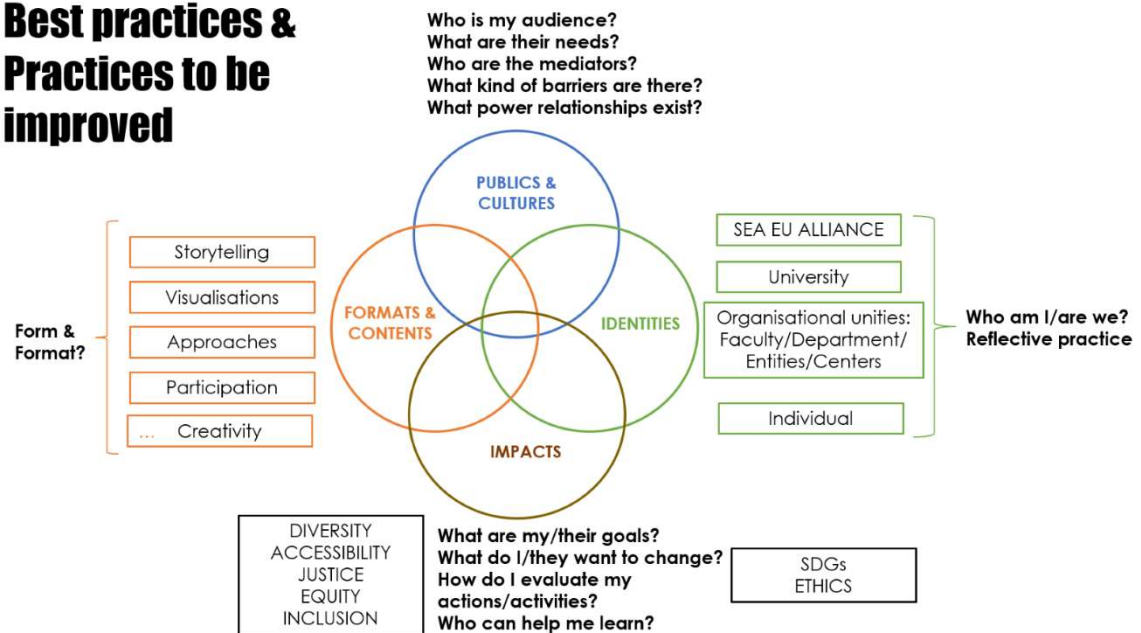 Best practices &
Practices to be
improved
Who is my audience?
What are their needs?
Who are the mediators?
What kind of barriers are there?
What power relationships exist?
PUBLICS &
CULTURES
FORMATS &
CONTENTS
IDENTITIES
IMPACTS
Form &
Format?
Storytelling
Visualisations
Approaches
Participation
... Creativity
SEA EU ALLIANCE
University
Organisational unities:
Faculty/Department/
Entities/Centers
Individual
Who am I/are we?
Reflective practice
DIVERSITY
ACCESSIBILITY
JUSTICE
EQUITY
INCLUSION
What are my/their goals?
What do I/they want to change?
How do I evaluate my
actions/activities?
Who can help me learn?
SDGs
ETHICS